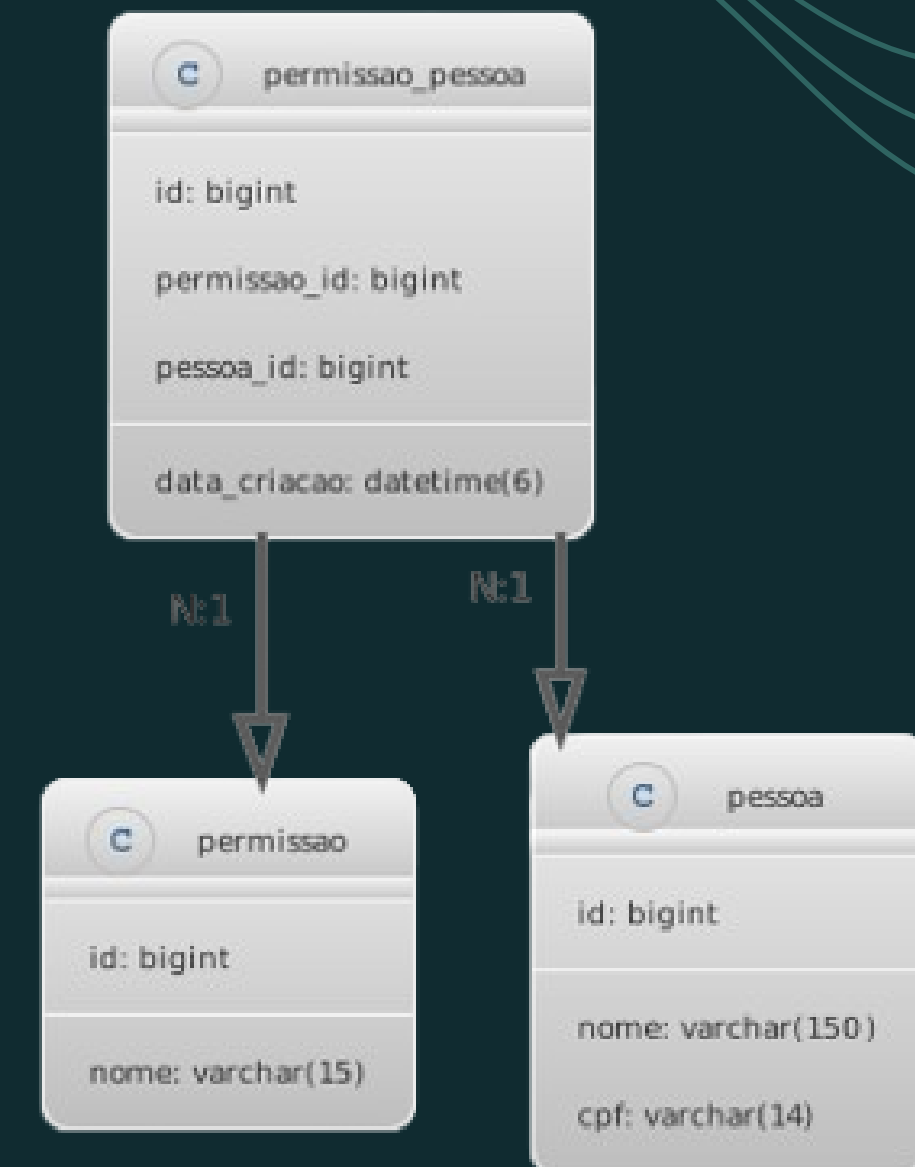 C permissao_pessoa
id: bigint
permissao_id: bigint
pessoa_id: bigint
data_criacao: datetime(6)
N:1
N:1
C permissao
id: bigint
nome: varchar(15)
C pessoa
id: bigint
nome: varchar(150)
cpf: varchar(14)